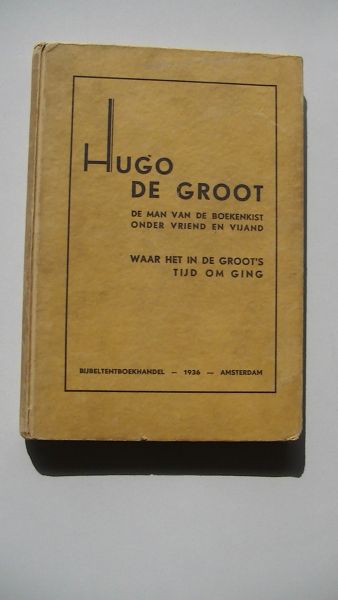 HUGO
DE GROOT
DE MAN VAN DE BOEKENKIST
ONDER VRIEND EN VIJAND
WAAR HET IN DE GROOT'S
TIJD OM GING
BIJBELTENTBOEKHANDEL — 1936 — AMSTERDAM